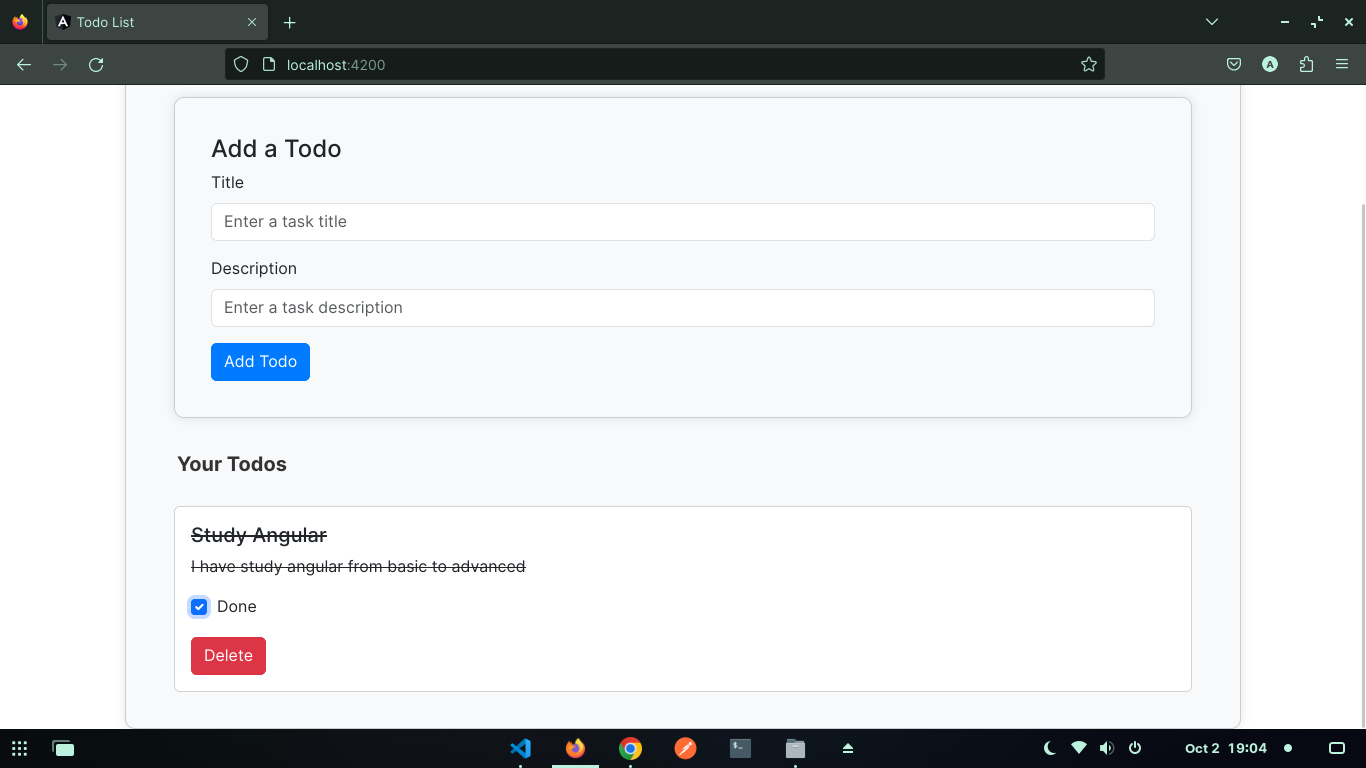 Todo List
localhost:4200
Add a Todo
Title
Enter a task title
Description
Enter a task description
Add Todo
Your Todos
Study Angular
I have study angular from basic to advanced
Done
Delete
Oct 2 19:04